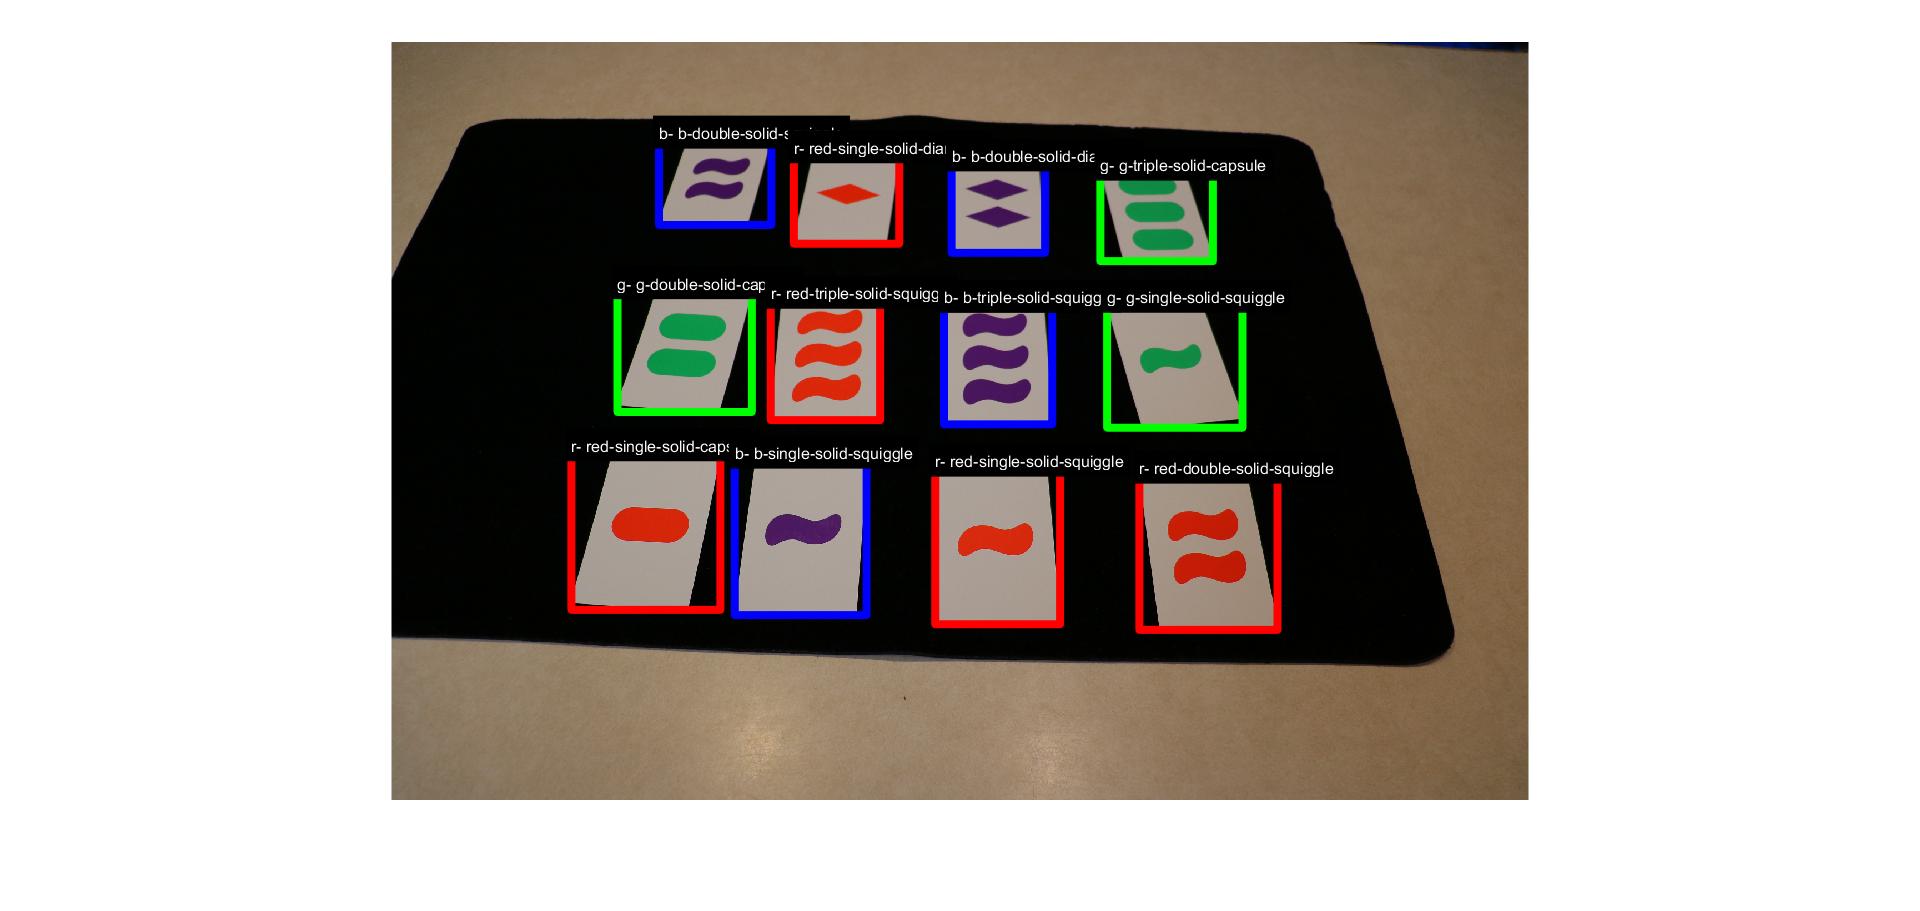 b- b-double-solid-s
r- red-single-solid-dia
b- b-double-solid-dia
g- g-triple-solid-capsule
g- g-double-solid-cap
r- red-triple-solid-squigg
b- b-triple-solid-squigg
g- g-single-solid-squiggle
r- red-single-solid-caps
b- b-single-solid-squiggle
r- red-single-solid-squiggle
r- red-double-solid-squiggle